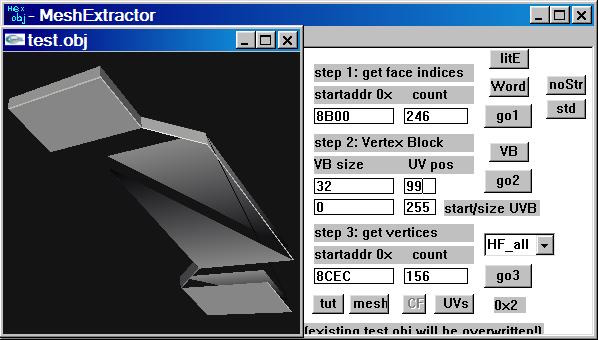 Hex
obj- MeshExtractor
test.obj
litE
step 1: get face indices
Word noStr
startaddr 0x count
std
8B00 246 go1
step 2: Vertex Block
VB
VB size UV pos
32 99 go2
0 255 start/size UVB
step 3: get vertices
HF_all
startaddr 0x count
8CEC 156 go3
tut mesh CF UVs 0x2
(existing test.obj will be overwritten!)